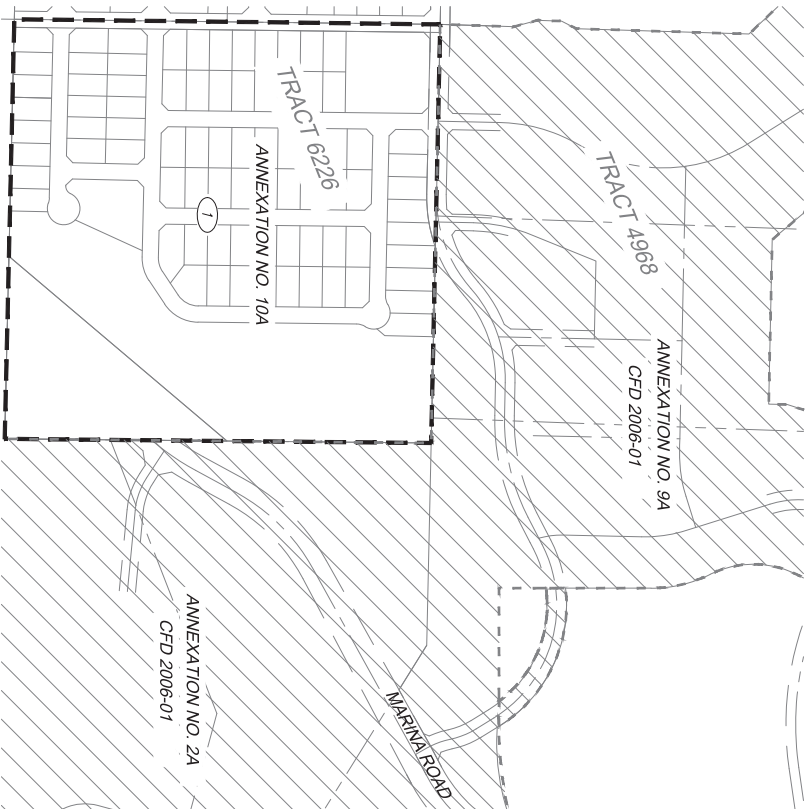 TRACT 6226
ANNEXATION NO. 10A
1
TRACT 4968
ANNEXATION NO. 9A
CFD 2006-01
ANNEXATION NO. 2A
CFD 2006-01
MARINA ROAD